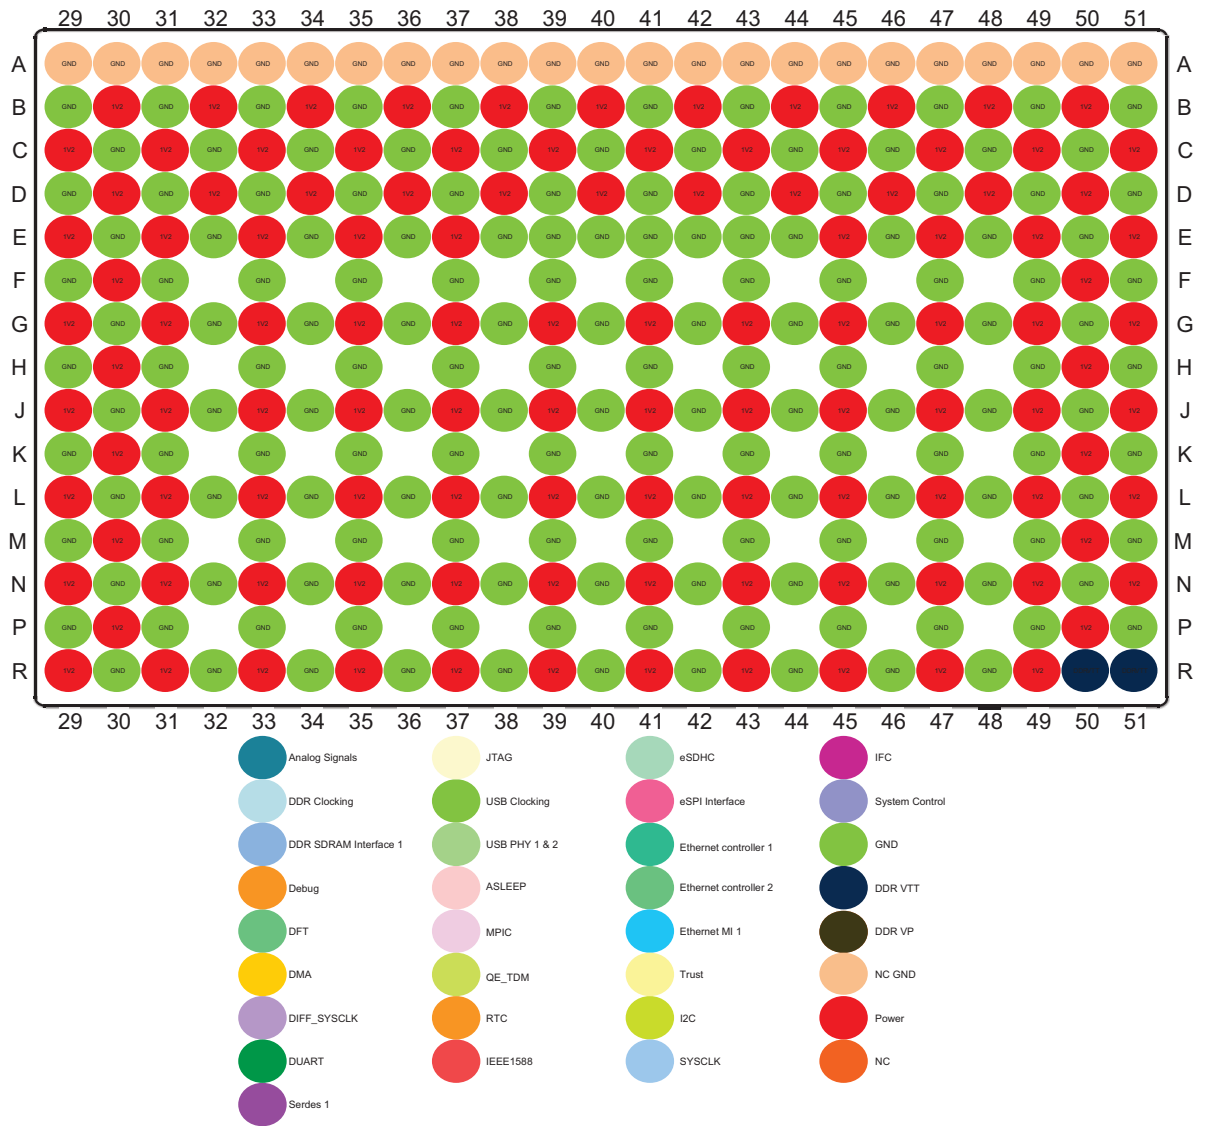 29 30 31 32 33 34 35 36 37 38 39 40 41 42 43 44 45 46 47 48 49 50 51
A GND GND GND GND GND GND GND GND GND GND GND GND GND GND GND GND GND GND GND GND GND GND GND A
B GND 1V2 GND 1V2 GND 1V2 GND 1V2 GND 1V2 GND 1V2 GND 1V2 GND 1V2 GND 1V2 GND 1V2 GND 1V2 GND B
C 1V2 GND 1V2 GND 1V2 GND 1V2 GND 1V2 GND 1V2 GND 1V2 GND 1V2 GND 1V2 GND 1V2 GND 1V2 GND 1V2 C
D GND 1V2 GND 1V2 GND 1V2 GND 1V2 GND 1V2 GND 1V2 GND 1V2 GND 1V2 GND 1V2 GND 1V2 GND 1V2 GND D
E 1V2 GND 1V2 GND 1V2 GND 1V2 GND 1V2 GND GND GND GND GND GND GND 1V2 GND 1V2 GND 1V2 GND 1V2 E
F GND 1V2 GND GND GND GND GND GND GND GND GND GND 1V2 GND F
G 1V2 GND 1V2 GND 1V2 GND 1V2 GND 1V2 GND 1V2 GND 1V2 GND 1V2 GND 1V2 GND 1V2 GND 1V2 GND 1V2 G
H GND 1V2 GND GND GND GND GND GND GND GND GND GND 1V2 GND H
J 1V2 GND 1V2 GND 1V2 GND 1V2 GND 1V2 GND 1V2 GND 1V2 GND 1V2 GND 1V2 GND 1V2 GND 1V2 GND 1V2 J
K GND 1V2 GND GND GND GND GND GND GND GND GND GND 1V2 GND K
L 1V2 GND 1V2 GND 1V2 GND 1V2 GND 1V2 GND 1V2 GND 1V2 GND 1V2 GND 1V2 GND 1V2 GND 1V2 GND 1V2 L
M GND 1V2 GND GND GND GND GND GND GND GND GND GND 1V2 GND M
N 1V2 GND 1V2 GND 1V2 GND 1V2 GND 1V2 GND 1V2 GND 1V2 GND 1V2 GND 1V2 GND 1V2 GND 1V2 GND 1V2 N
P GND 1V2 GND GND GND GND GND GND GND GND GND GND 1V2 GND P
R 1V2 GND 1V2 GND 1V2 GND 1V2 GND 1V2 GND 1V2 GND 1V2 GND 1V2 GND 1V2 GND 1V2 GND 1V2 R
29 30 31 32 33 34 35 36 37 38 39 40 41 42 43 44 45 46 47 48 49 50 51
Analog Signals JTAG eSDHC IFC
DDR Clocking USB Clocking eSPI Interface System Control
DDR SDRAM Interface 1 USB PHY 1 & 2 Ethernet controller 1 GND
Debug ASLEEP Ethernet controller 2 DDR VTT
DFT MPIC Ethernet MI 1 DDR VP
DMA QE_TDM Trust NC GND
DIFF_SYSCLK RTC I2C Power
DUART IEEE1588 SYSCLK NC
Serdes 1